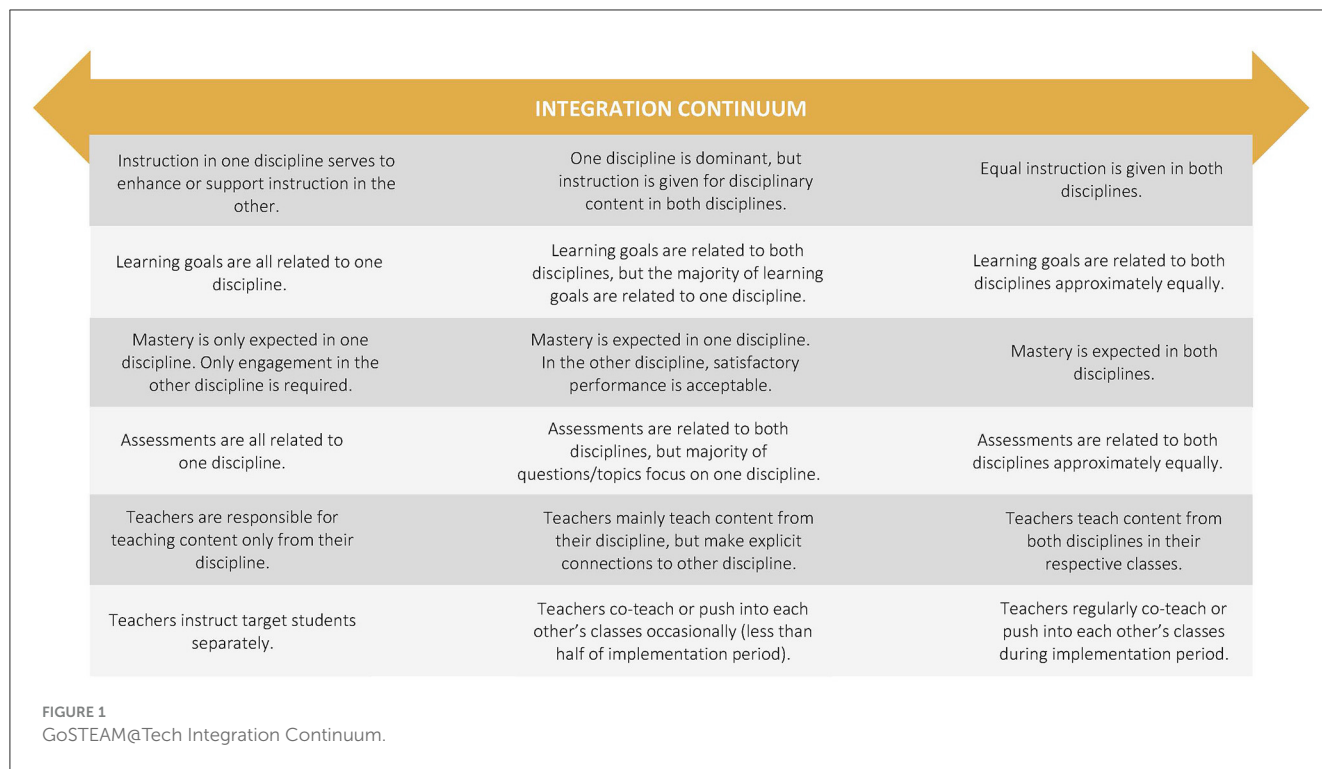 INTEGRATION CONTINUUM
Instruction in one discipline serves to
enhance or support instruction in the
other.
One discipline is dominant, but
instruction is given for disciplinary
content in both disciplines.
Equal instruction is given in both
disciplines.
Learning goals are all related to one
discipline.
Learning goals are related to both
disciplines, but the majority of learning
goals are related to one discipline.
Learning goals are related to both
disciplines approximately equally.
Mastery is only expected in one
discipline. Only engagement in the
other discipline is required.
Mastery is expected in one discipline.
In the other discipline, satisfactory
performance is acceptable.
Mastery is expected in both
disciplines.
Assessments are all related to
one discipline.
Assessments are related to both
disciplines, but majority of
questions/topics focus on one discipline.
Assessments are related to both
disciplines approximately equally.
Teachers are responsible for
teaching content only from their
discipline.
Teachers mainly teach content from
their discipline, but make explicit
connections to other discipline.
Teachers teach content from
both disciplines in their
respective classes.
Teachers instruct target students
separately.
Teachers co-teach or push into each
other’s classes occasionally (less than
half of implementation period).
Teachers regularly co-teach or
push into each other’s classes
during implementation period.
FIGURE 1
GoSTEAM@Tech Integration Continuum.